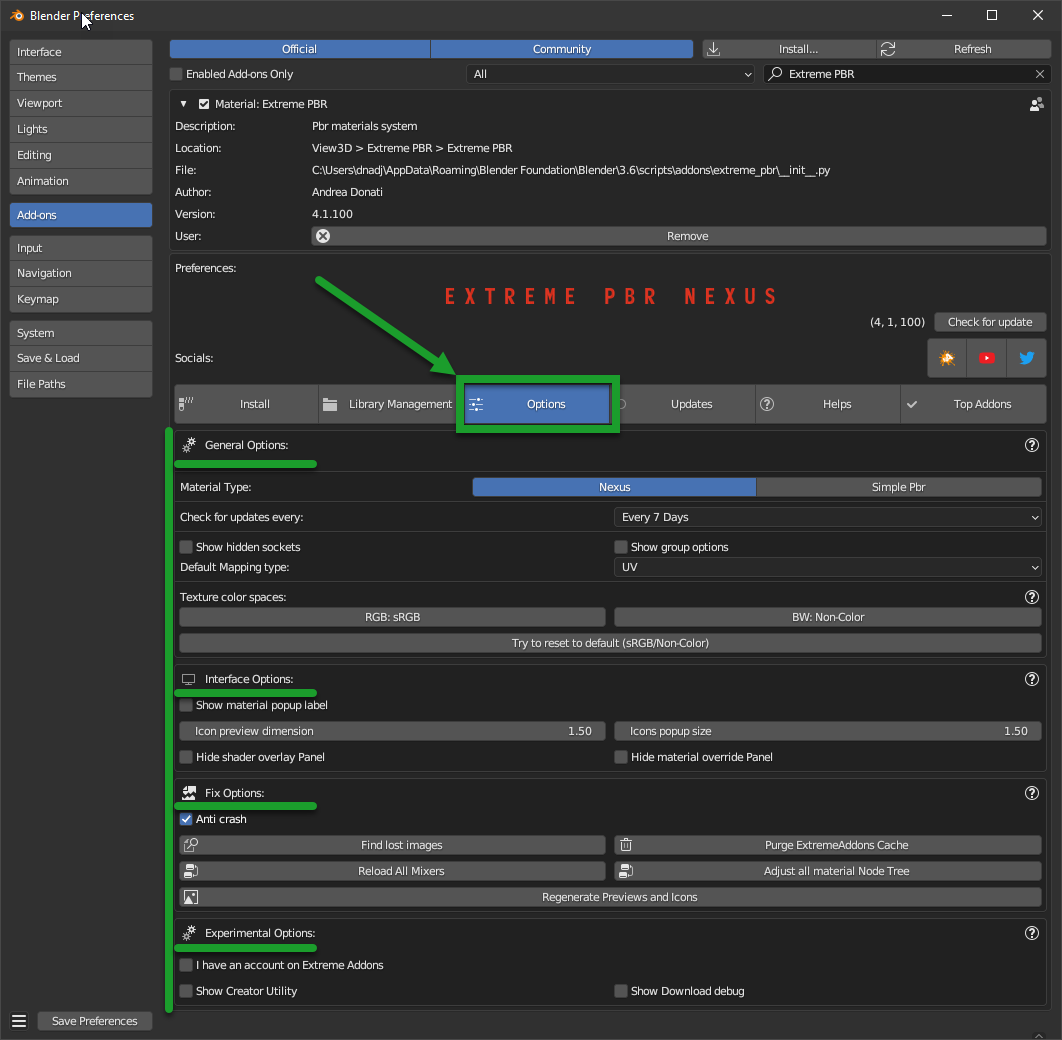 Blender Preferences
Interface
Themes
Viewport
Lights
Editing
Animation
Add-ons
Input
Navigation
Keymap
System
Save & Load
File Paths
Save Preferences
Official Community Install... Refresh
Enabled Add-ons Only All Extreme PBR
Material: Extreme PBR
Description: Pbr materials system
Location: View3D > Extreme PBR > Extreme PBR
File: C:\Users\dnadj\AppData\Roaming\Blender Foundation\Blender\3.6\scripts\addons\extreme_pbr\__init__.py
Author: Andrea Donati
Version: 4.1.100
User: Remove
Preferences:
EXTREME PBR NEXUS
(4, 1, 100) Check for update
Socials:
Install Library Management Options Updates Helps Top Addons
General Options:
Material Type: Nexus Simple Pbr
Check for updates every: Every 7 Days
Show hidden sockets Show group options
Default Mapping type: UV
Texture color spaces:
RGB: sRGB BW: Non-Color
Try to reset to default (sRGB/Non-Color)
Interface Options:
Show material popup label
Icon preview dimension 1.50 Icons popup size 1.50
Hide shader overlay Panel Hide material override Panel
Fix Options:
Anti crash
Find lost images Purge ExtremeAddons Cache
Reload All Mixers Adjust all material Node Tree
Regenerate Previews and Icons
Experimental Options:
I have an account on Extreme Addons
Show Creator Utility Show Download debug